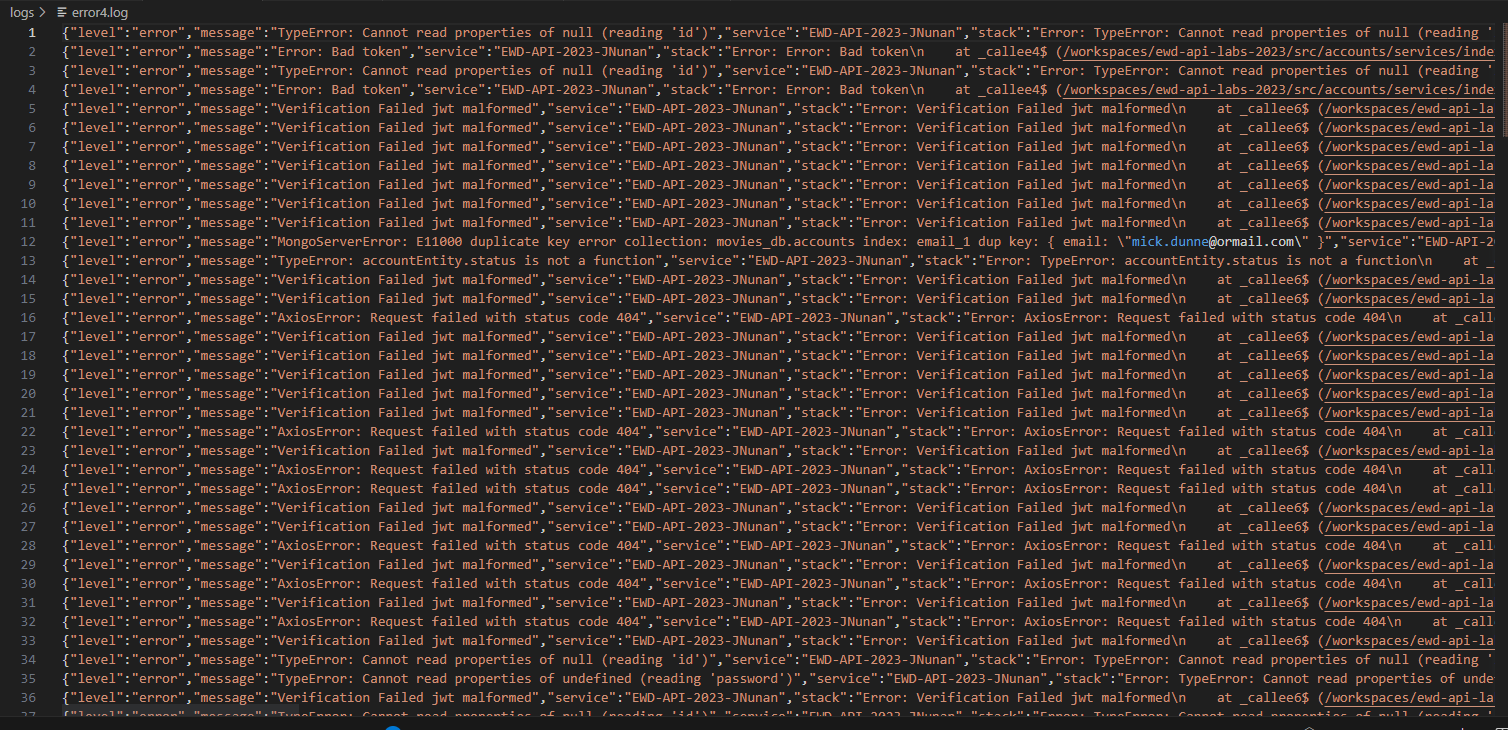 logs > error4.log
1 {"level":"error","message":"TypeError: Cannot read properties of null (reading 'id')","service":"EWD-API-2023-JNunan","stack":"Error: TypeError: Cannot read properties of null (reading '
2 {"level":"error","message":"Error: Bad token","service":"EWD-API-2023-JNunan","stack":"Error: Error: Bad token\n    at _callee4$ (/workspaces/ewd-api-labs-2023/src/accounts/services/inde
3 {"level":"error","message":"TypeError: Cannot read properties of null (reading 'id')","service":"EWD-API-2023-JNunan","stack":"Error: TypeError: Cannot read properties of null (reading '
4 {"level":"error","message":"Error: Bad token","service":"EWD-API-2023-JNunan","stack":"Error: Error: Bad token\n    at _callee4$ (/workspaces/ewd-api-labs-2023/src/accounts/services/inde
5 {"level":"error","message":"Verification Failed jwt malformed","service":"EWD-API-2023-JNunan","stack":"Error: Verification Failed jwt malformed\n    at _callee6$ (/workspaces/ewd-api-la
6 {"level":"error","message":"Verification Failed jwt malformed","service":"EWD-API-2023-JNunan","stack":"Error: Verification Failed jwt malformed\n    at _callee6$ (/workspaces/ewd-api-la
7 {"level":"error","message":"Verification Failed jwt malformed","service":"EWD-API-2023-JNunan","stack":"Error: Verification Failed jwt malformed\n    at _callee6$ (/workspaces/ewd-api-la
8 {"level":"error","message":"Verification Failed jwt malformed","service":"EWD-API-2023-JNunan","stack":"Error: Verification Failed jwt malformed\n    at _callee6$ (/workspaces/ewd-api-la
9 {"level":"error","message":"Verification Failed jwt malformed","service":"EWD-API-2023-JNunan","stack":"Error: Verification Failed jwt malformed\n    at _callee6$ (/workspaces/ewd-api-la
10 {"level":"error","message":"Verification Failed jwt malformed","service":"EWD-API-2023-JNunan","stack":"Error: Verification Failed jwt malformed\n    at _callee6$ (/workspaces/ewd-api-la
11 {"level":"error","message":"Verification Failed jwt malformed","service":"EWD-API-2023-JNunan","stack":"Error: Verification Failed jwt malformed\n    at _callee6$ (/workspaces/ewd-api-la
12 {"level":"error","message":"MongoServerError: E11000 duplicate key error collection: movies_db.accounts index: email_1 dup key: { email: \"mick.dunne@ormail.com\" }","service":"EWD-API-2
13 {"level":"error","message":"TypeError: accountEntity.status is not a function","service":"EWD-API-2023-JNunan","stack":"Error: TypeError: accountEntity.status is not a function\n    at _
14 {"level":"error","message":"Verification Failed jwt malformed","service":"EWD-API-2023-JNunan","stack":"Error: Verification Failed jwt malformed\n    at _callee6$ (/workspaces/ewd-api-la
15 {"level":"error","message":"Verification Failed jwt malformed","service":"EWD-API-2023-JNunan","stack":"Error: Verification Failed jwt malformed\n    at _callee6$ (/workspaces/ewd-api-la
16 {"level":"error","message":"AxiosError: Request failed with status code 404","service":"EWD-API-2023-JNunan","stack":"Error: AxiosError: Request failed with status code 404\n    at _call
17 {"level":"error","message":"Verification Failed jwt malformed","service":"EWD-API-2023-JNunan","stack":"Error: Verification Failed jwt malformed\n    at _callee6$ (/workspaces/ewd-api-la
18 {"level":"error","message":"Verification Failed jwt malformed","service":"EWD-API-2023-JNunan","stack":"Error: Verification Failed jwt malformed\n    at _callee6$ (/workspaces/ewd-api-la
19 {"level":"error","message":"Verification Failed jwt malformed","service":"EWD-API-2023-JNunan","stack":"Error: Verification Failed jwt malformed\n    at _callee6$ (/workspaces/ewd-api-la
20 {"level":"error","message":"Verification Failed jwt malformed","service":"EWD-API-2023-JNunan","stack":"Error: Verification Failed jwt malformed\n    at _callee6$ (/workspaces/ewd-api-la
21 {"level":"error","message":"Verification Failed jwt malformed","service":"EWD-API-2023-JNunan","stack":"Error: Verification Failed jwt malformed\n    at _callee6$ (/workspaces/ewd-api-la
22 {"level":"error","message":"AxiosError: Request failed with status code 404","service":"EWD-API-2023-JNunan","stack":"Error: AxiosError: Request failed with status code 404\n    at _call
23 {"level":"error","message":"Verification Failed jwt malformed","service":"EWD-API-2023-JNunan","stack":"Error: Verification Failed jwt malformed\n    at _callee6$ (/workspaces/ewd-api-la
24 {"level":"error","message":"AxiosError: Request failed with status code 404","service":"EWD-API-2023-JNunan","stack":"Error: AxiosError: Request failed with status code 404\n    at _call
25 {"level":"error","message":"AxiosError: Request failed with status code 404","service":"EWD-API-2023-JNunan","stack":"Error: AxiosError: Request failed with status code 404\n    at _call
26 {"level":"error","message":"Verification Failed jwt malformed","service":"EWD-API-2023-JNunan","stack":"Error: Verification Failed jwt malformed\n    at _callee6$ (/workspaces/ewd-api-la
27 {"level":"error","message":"Verification Failed jwt malformed","service":"EWD-API-2023-JNunan","stack":"Error: Verification Failed jwt malformed\n    at _callee6$ (/workspaces/ewd-api-la
28 {"level":"error","message":"AxiosError: Request failed with status code 404","service":"EWD-API-2023-JNunan","stack":"Error: AxiosError: Request failed with status code 404\n    at _call
29 {"level":"error","message":"Verification Failed jwt malformed","service":"EWD-API-2023-JNunan","stack":"Error: Verification Failed jwt malformed\n    at _callee6$ (/workspaces/ewd-api-la
30 {"level":"error","message":"AxiosError: Request failed with status code 404","service":"EWD-API-2023-JNunan","stack":"Error: AxiosError: Request failed with status code 404\n    at _call
31 {"level":"error","message":"Verification Failed jwt malformed","service":"EWD-API-2023-JNunan","stack":"Error: Verification Failed jwt malformed\n    at _callee6$ (/workspaces/ewd-api-la
32 {"level":"error","message":"AxiosError: Request failed with status code 404","service":"EWD-API-2023-JNunan","stack":"Error: AxiosError: Request failed with status code 404\n    at _call
33 {"level":"error","message":"Verification Failed jwt malformed","service":"EWD-API-2023-JNunan","stack":"Error: Verification Failed jwt malformed\n    at _callee6$ (/workspaces/ewd-api-la
34 {"level":"error","message":"TypeError: Cannot read properties of null (reading 'id')","service":"EWD-API-2023-JNunan","stack":"Error: TypeError: Cannot read properties of null (reading '
35 {"level":"error","message":"TypeError: Cannot read properties of undefined (reading 'password')","service":"EWD-API-2023-JNunan","stack":"Error: TypeError: Cannot read properties of unde
36 {"level":"error","message":"Verification Failed jwt malformed","service":"EWD-API-2023-JNunan","stack":"Error: Verification Failed jwt malformed\n    at _callee6$ (/workspaces/ewd-api-la
37 {"level":"error","message":"TypeError: Cannot read properties of null (reading 'id')","service":"EWD-API-2023-JNunan","stack":"Error: TypeError: Cannot read properties of null (reading '